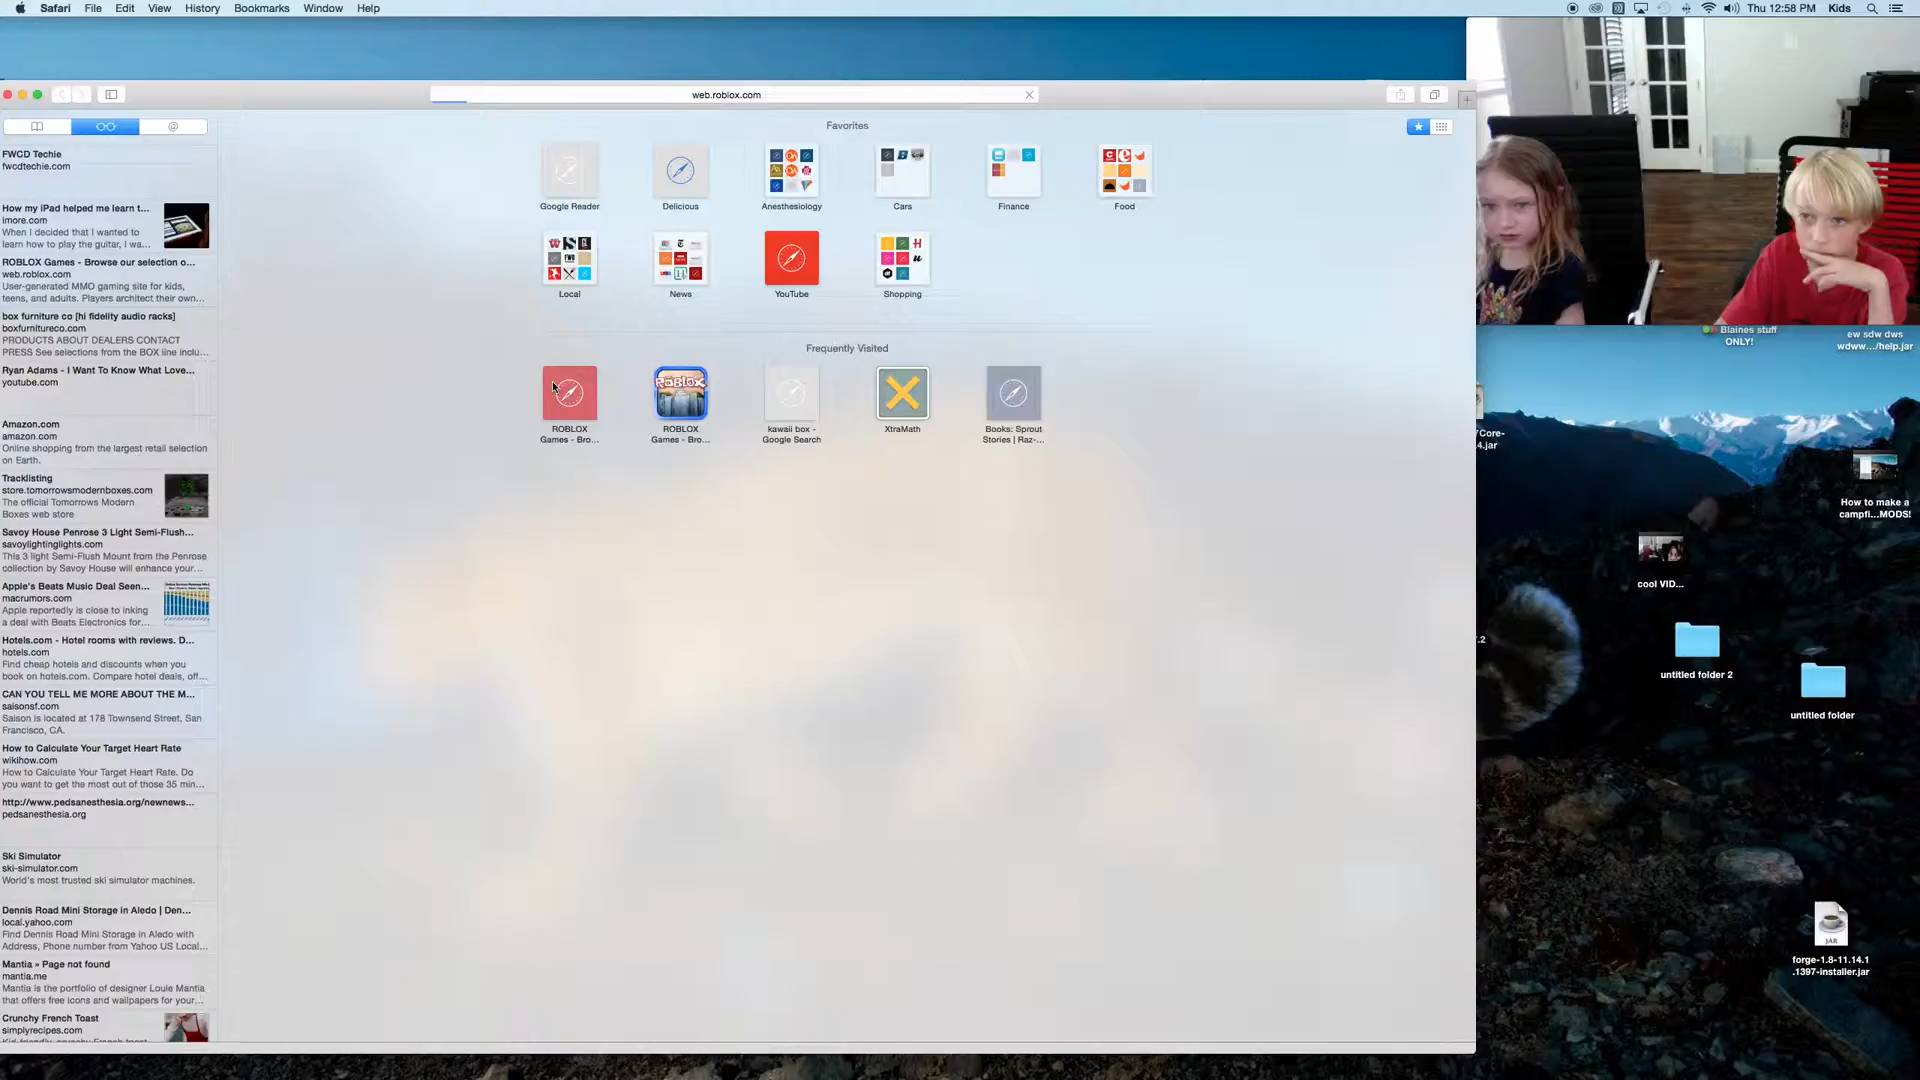 Safari File Edit View History Bookmarks Window Help
Thu 12:58 PM Kids
web.roblox.com
Favorites
Google Reader
Delicious
Anesthesiology
Cars
Finance
Food
Local
News
YouTube
Shopping
Frequently Visited
ROBLOX
Games - Bro...
ROBLOX
Games - Bro...
kawaii box -
Google Search
XtraMath
Books: Sprout
Stories | Raz-...
FWCD Techie
fwcdtechie.com
How my iPad helped me learn t...
imore.com
When I decided that I wanted to
learn how to play the guitar, I wa...
ROBLOX Games - Browse our selection o...
web.roblox.com
User-generated MMO gaming site for kids,
teens, and adults. Players architect their own...
box furniture co [hi fidelity audio racks]
boxfurnitureco.com
PRODUCTS ABOUT DEALERS CONTACT
PRESS See selections from the BOX line inclu...
Ryan Adams - I Want To Know What Love...
youtube.com
Amazon.com
amazon.com
Online shopping from the largest retail selection
on Earth.
Tracklisting
store.tomorrowsmodernboxes.com
The official Tomorrows Modern
Boxes web store
Savoy House Penrose 3 Light Semi-Flush...
savoylightinglights.com
This 3 light Semi-Flush Mount from the Penrose
collection by Savoy House will enhance your...
Apple's Beats Music Deal Seen...
macrumors.com
Apple reportedly is close to inking
a deal with Beats Electronics for,...
Hotels.com - Hotel rooms with reviews. D...
hotels.com
Find cheap hotels and discounts when you
book on hotels.com. Compare hotel deals, off...
CAN YOU TELL ME MORE ABOUT THE M...
saisonsf.com
Saison is located at 178 Townsend Street, San
Francisco, CA.
How to Calculate Your Target Heart Rate
wikihow.com
How to Calculate Your Target Heart Rate. Do
you want to get the most out of those 35 min...
http://www.pedsanesthesia.org/newnews...
pedsanesthesia.org
Ski Simulator
ski-simulator.com
World's most trusted ski simulator machines.
Dennis Road Mini Storage in Aledo | Den...
local.yahoo.com
Find Dennis Road Mini Storage in Aledo with
Address, Phone number from Yahoo US Local...
Mantia » Page not found
mantia.me
Mantia is the portfolio of designer Louie Mantia
that offers free icons and wallpapers for your...
Crunchy French Toast
simplyrecipes.com
Blaines stuff
ONLY!
ew sdw dws
wdww.../help.jar
Core-
4.jar
How to make a
campfi...MODS!
cool VID...
.2
untitled folder 2
untitled folder
JAR
forge-1.8-11.14.1
.1397-installer.jar